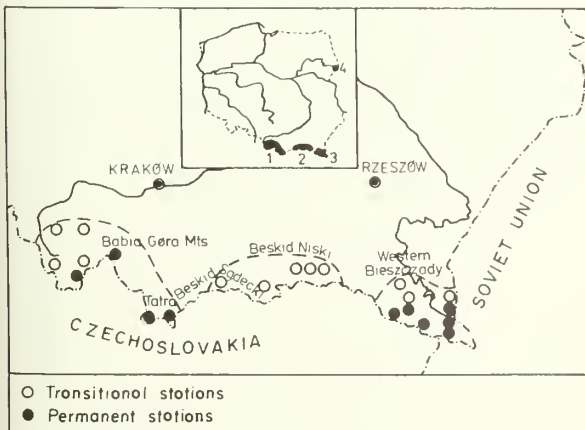 4
1 2 3
KRAKÓW
RZESZÓW
SOVIET UNION
Babia Góra Mts
Beskid Niski
Western
Bieszczady
Beskid Sądecki
Tatra
CZECHOSLOVAKIA
Transitional stations
Permanent stations